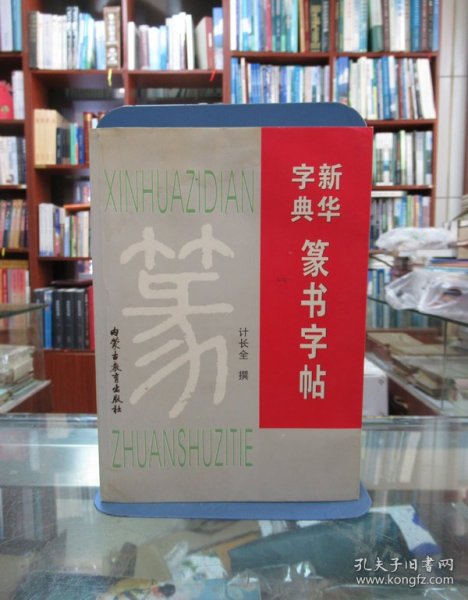 XINHUAZIDIAN
篆
计长全 撰
内蒙古教育出版社
ZHUANSHUZITIE
新华
字典
篆书字帖
孔夫子旧书网
www.kongfz.com